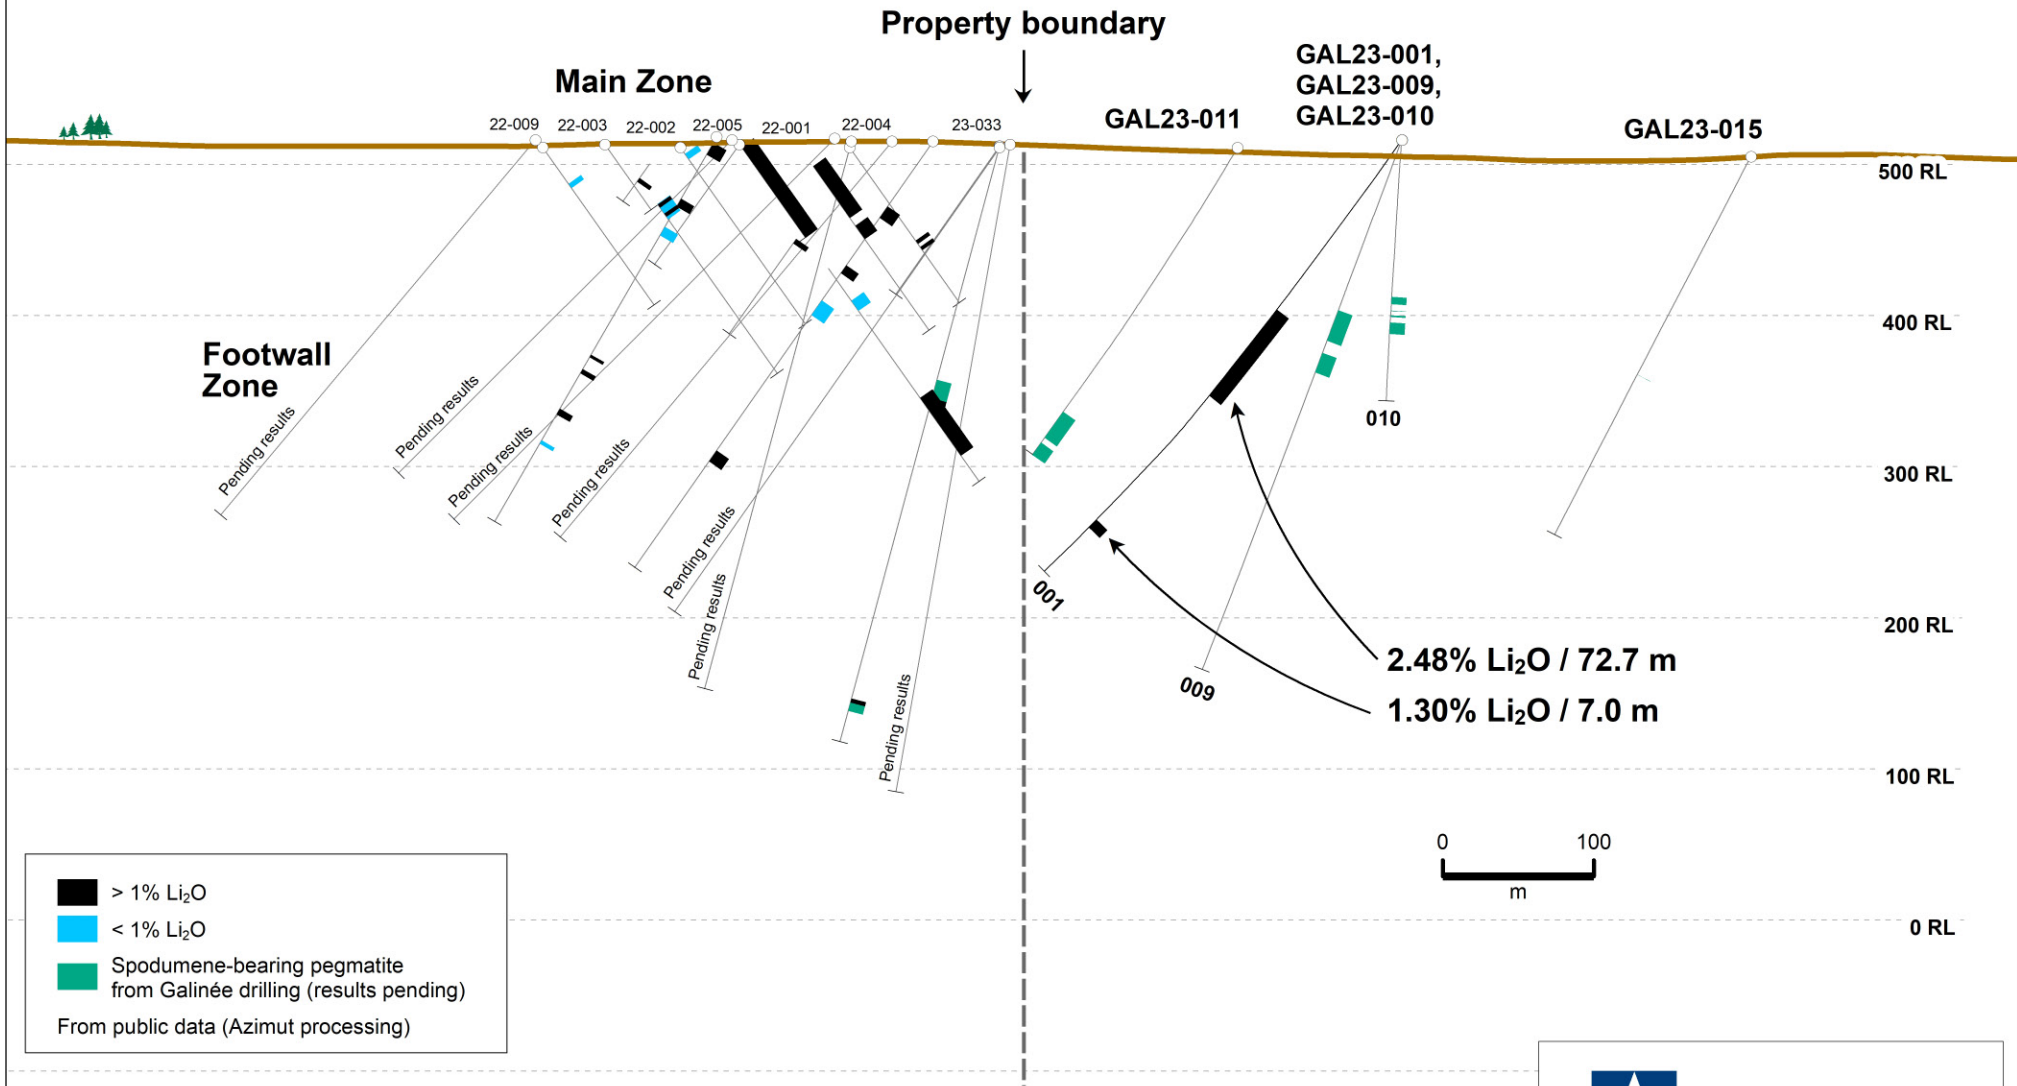 Property boundary
Main Zone
GAL23-001,
GAL23-009,
GAL23-010
GAL23-011
GAL23-015
22-009
22-003
22-002
22-005
22-001
22-004
23-033
500 RL
400 RL
300 RL
200 RL
100 RL
0 RL
Footwall
Zone
Pending results
Pending results
Pending results
Pending results
Pending results
Pending results
Pending results
010
001
009
2.48% Li₂O / 72.7 m
1.30% Li₂O / 7.0 m
0
100
m
> 1% Li₂O
< 1% Li₂O
Spodumene-bearing pegmatite
from Galinée drilling (results pending)
From public data (Azimut processing)